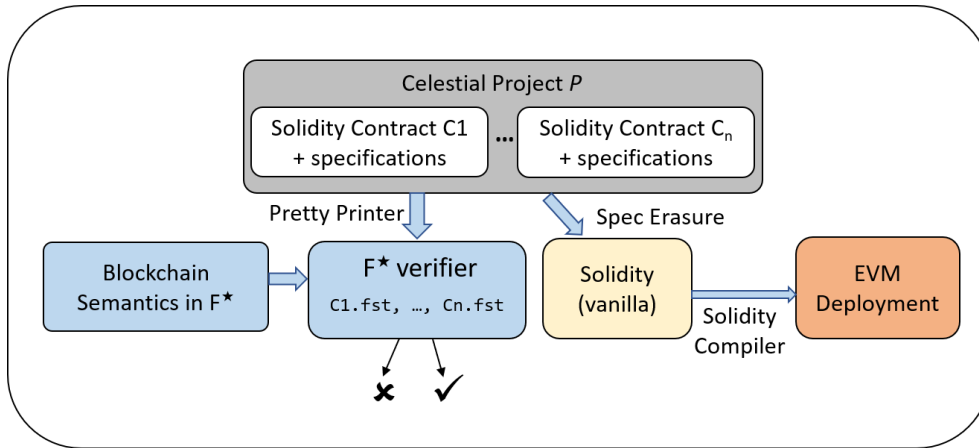 Celestial Project P
Solidity Contract C1
+ specifications
...
Solidity Contract Cn
+ specifications
Pretty Printer
Spec Erasure
Blockchain
Semantics in F★
F★ verifier
C1.fst, …, Cn.fst
Solidity
(vanilla)
Solidity
Compiler
EVM
Deployment
✘
✓